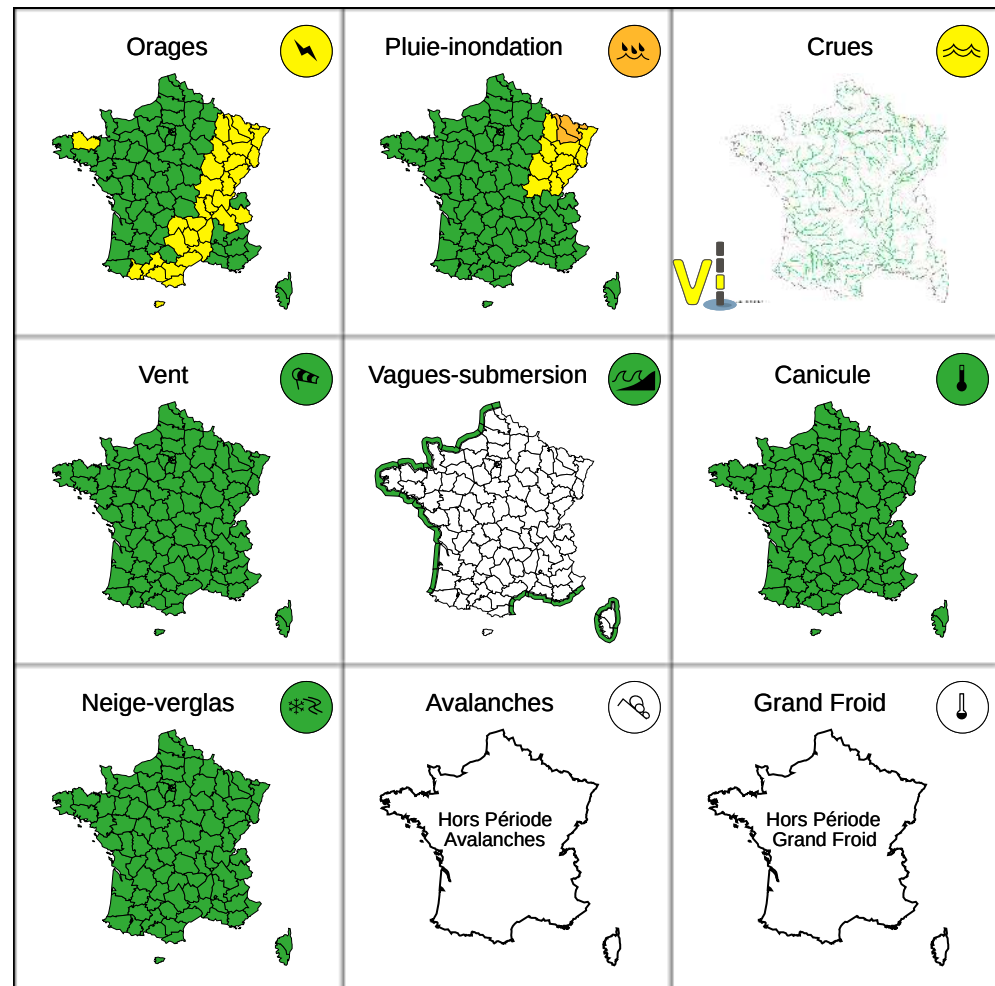 Orages
Pluie-inondation
Crues
Vi
Vent
Vagues-submersion
Canicule
Neige-verglas
Avalanches
Grand Froid
Hors Période
Avalanches
Hors Période
Grand Froid